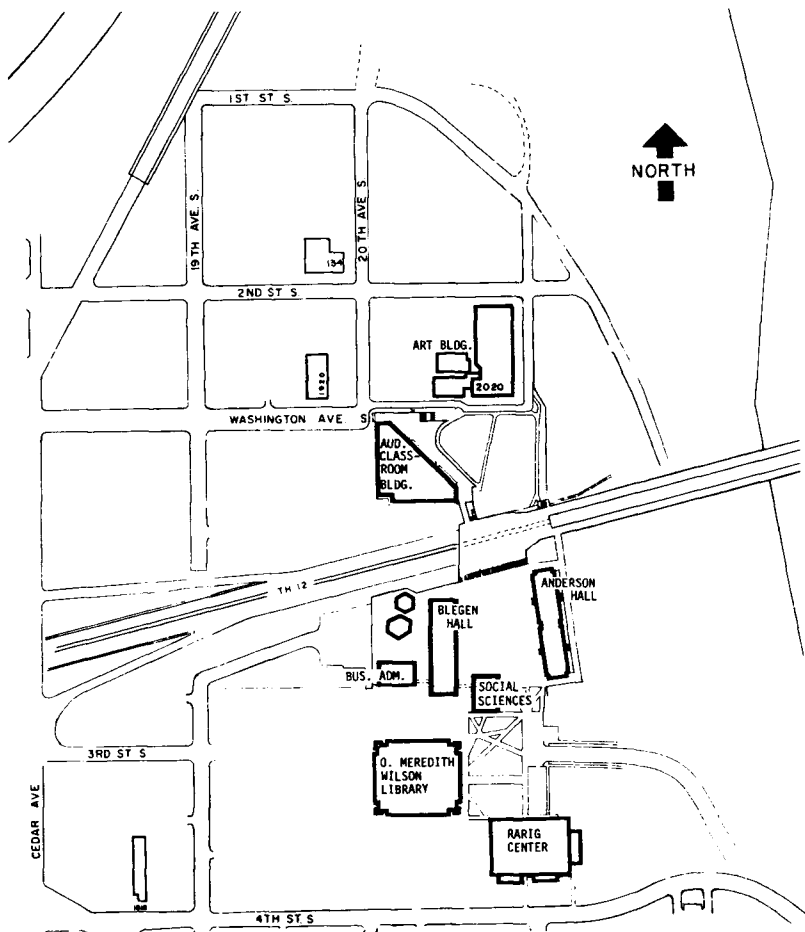 1ST ST S.
NORTH
19TH AVE. S.
20TH AVE S
134
2ND ST S.
ART BLDG.
1920
2020
WASHINGTON AVE. S
AUD.
CLASS-
ROOM
BLDG.
TH 12
ANDERSON
HALL
BLEGEN
HALL
BUS. ADM.
SOCIAL
SCIENCES
3RD ST S
O. MEREDITH
WILSON
LIBRARY
CEDAR AVE
RARIG
CENTER
4TH ST. S